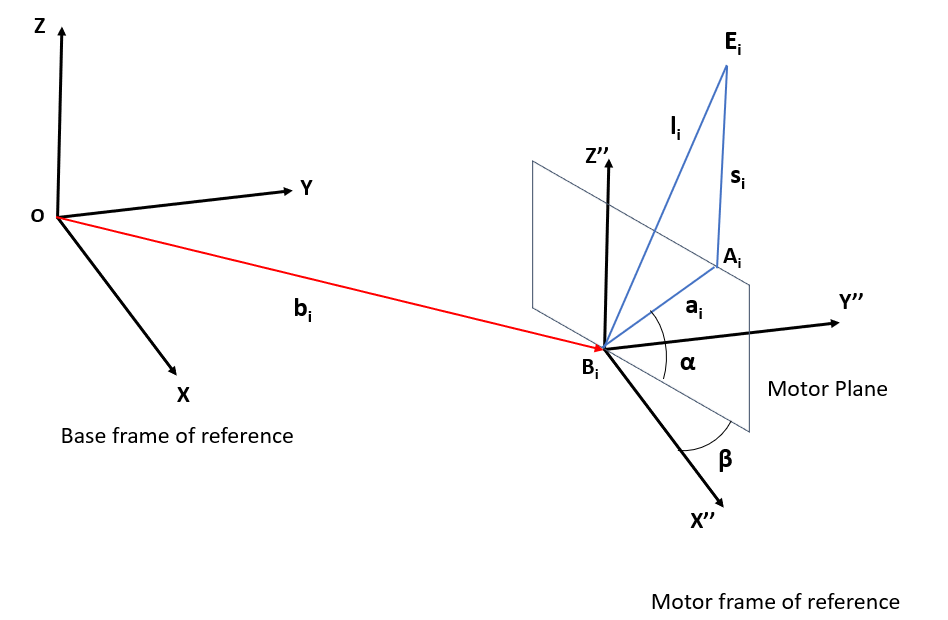 Z
Eᵢ
lᵢ
Z’’
sᵢ
Y
O
Aᵢ
Y’’
bᵢ
aᵢ
Bᵢ
α
X
Motor Plane
Base frame of reference
β
X’’
Motor frame of reference